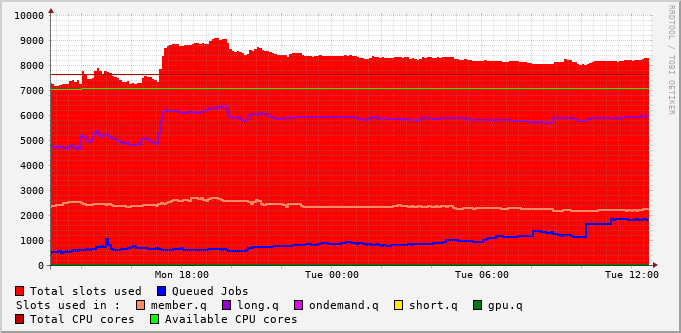 10000
9000
8000
7000
6000
5000
4000
3000
2000
1000
0
Mon 18:00 Tue 00:00 Tue 06:00 Tue 12:00
RRDTOOL / TOBI OETIKER
Total slots used Queued Jobs
Slots used in : member.q long.q ondemand.q short.q gpu.q
Total CPU cores Available CPU cores